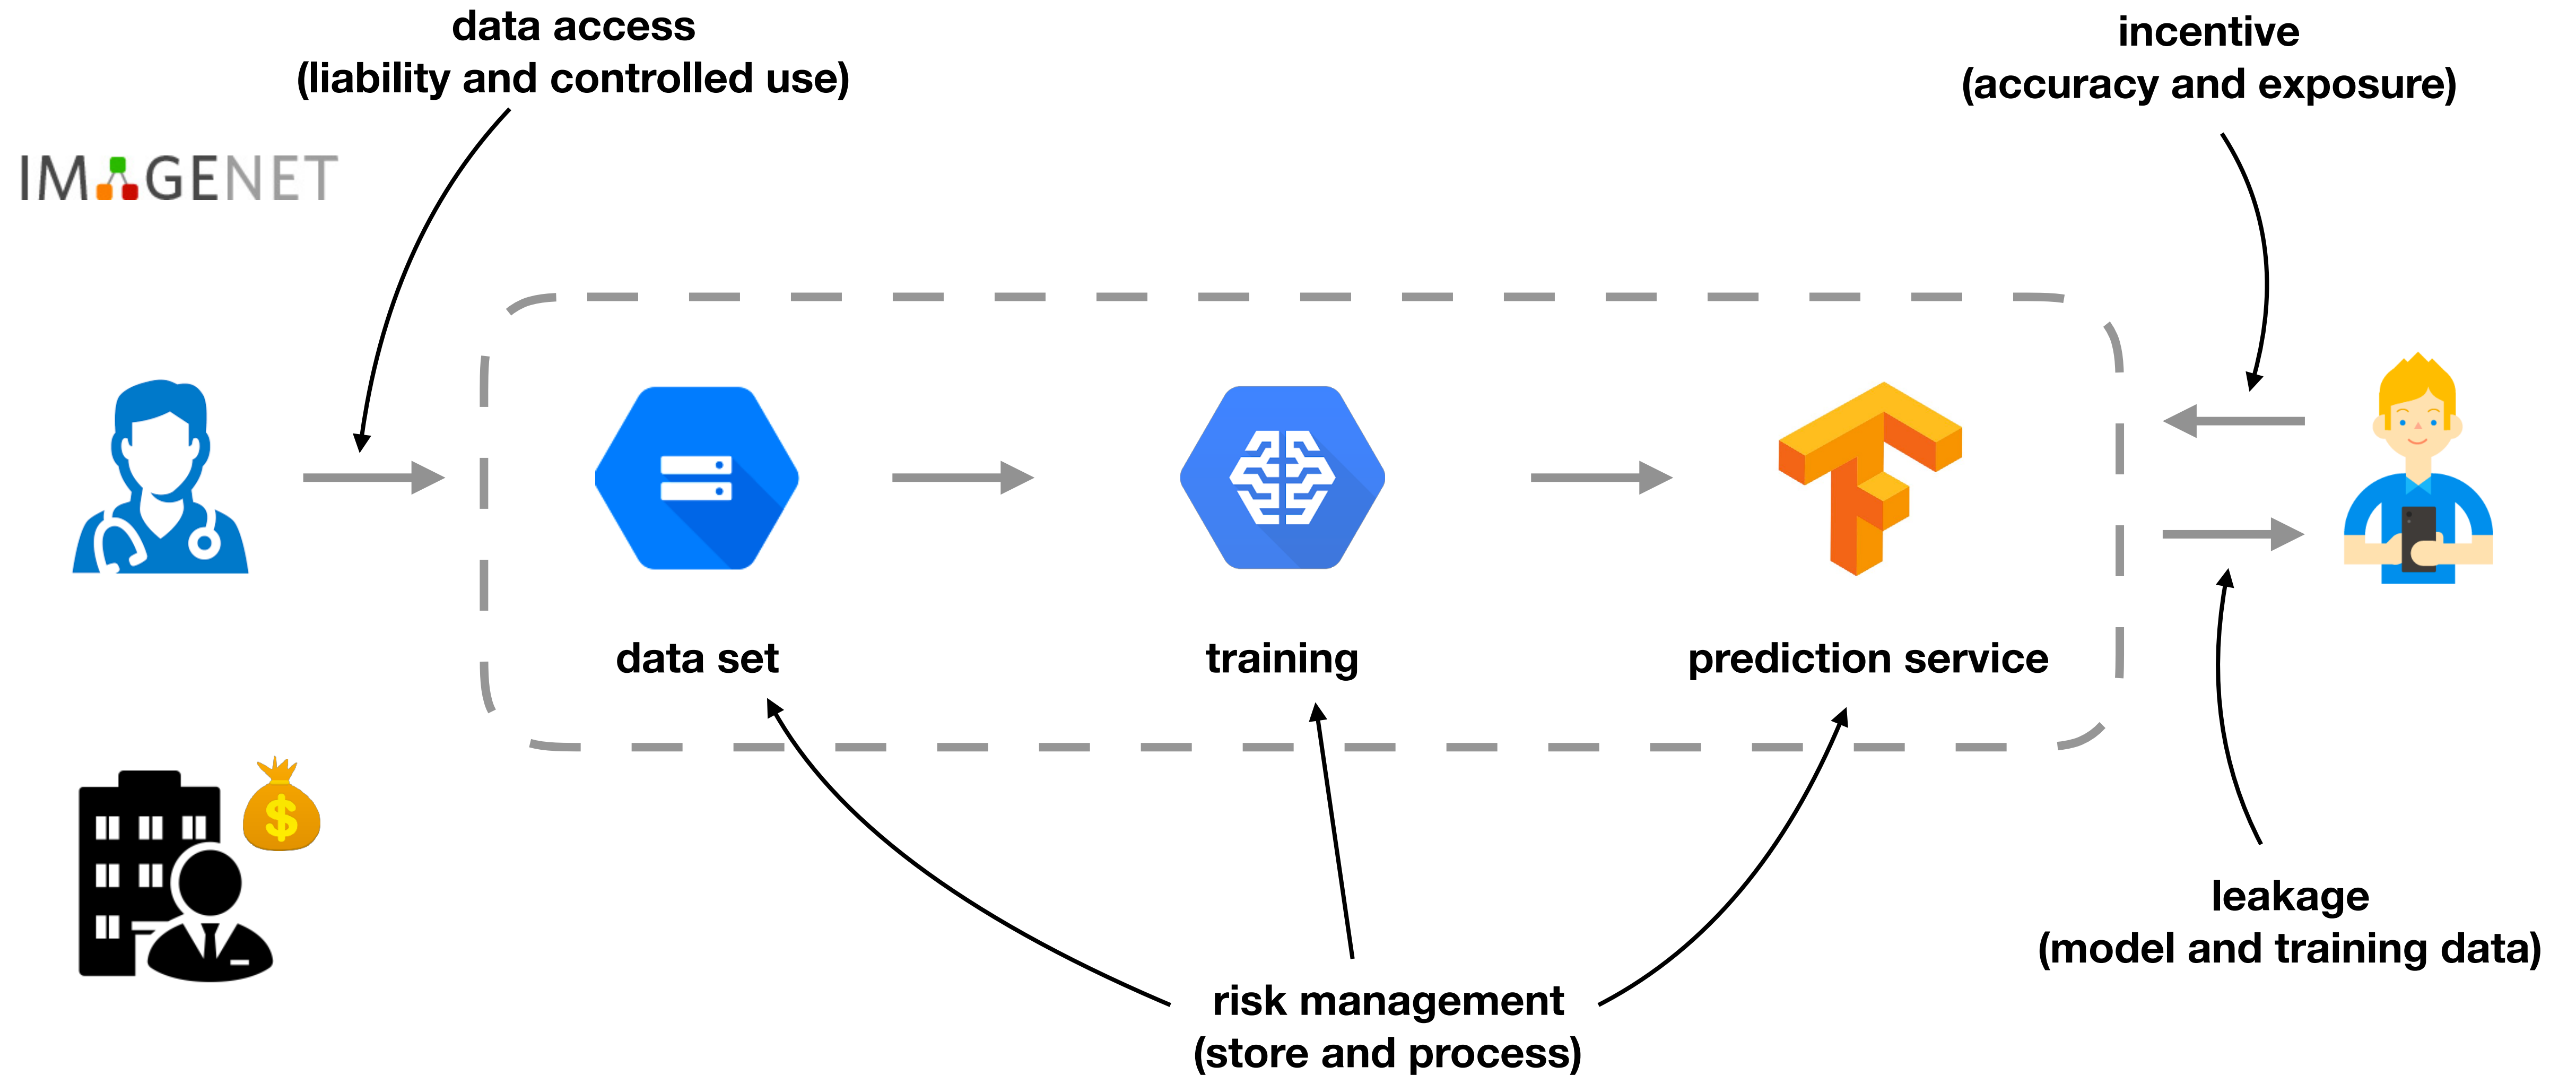 data access
(liability and controlled use)
incentive
(accuracy and exposure)
IMAGENET
data set
training
prediction service
leakage
(model and training data)
risk management
(store and process)